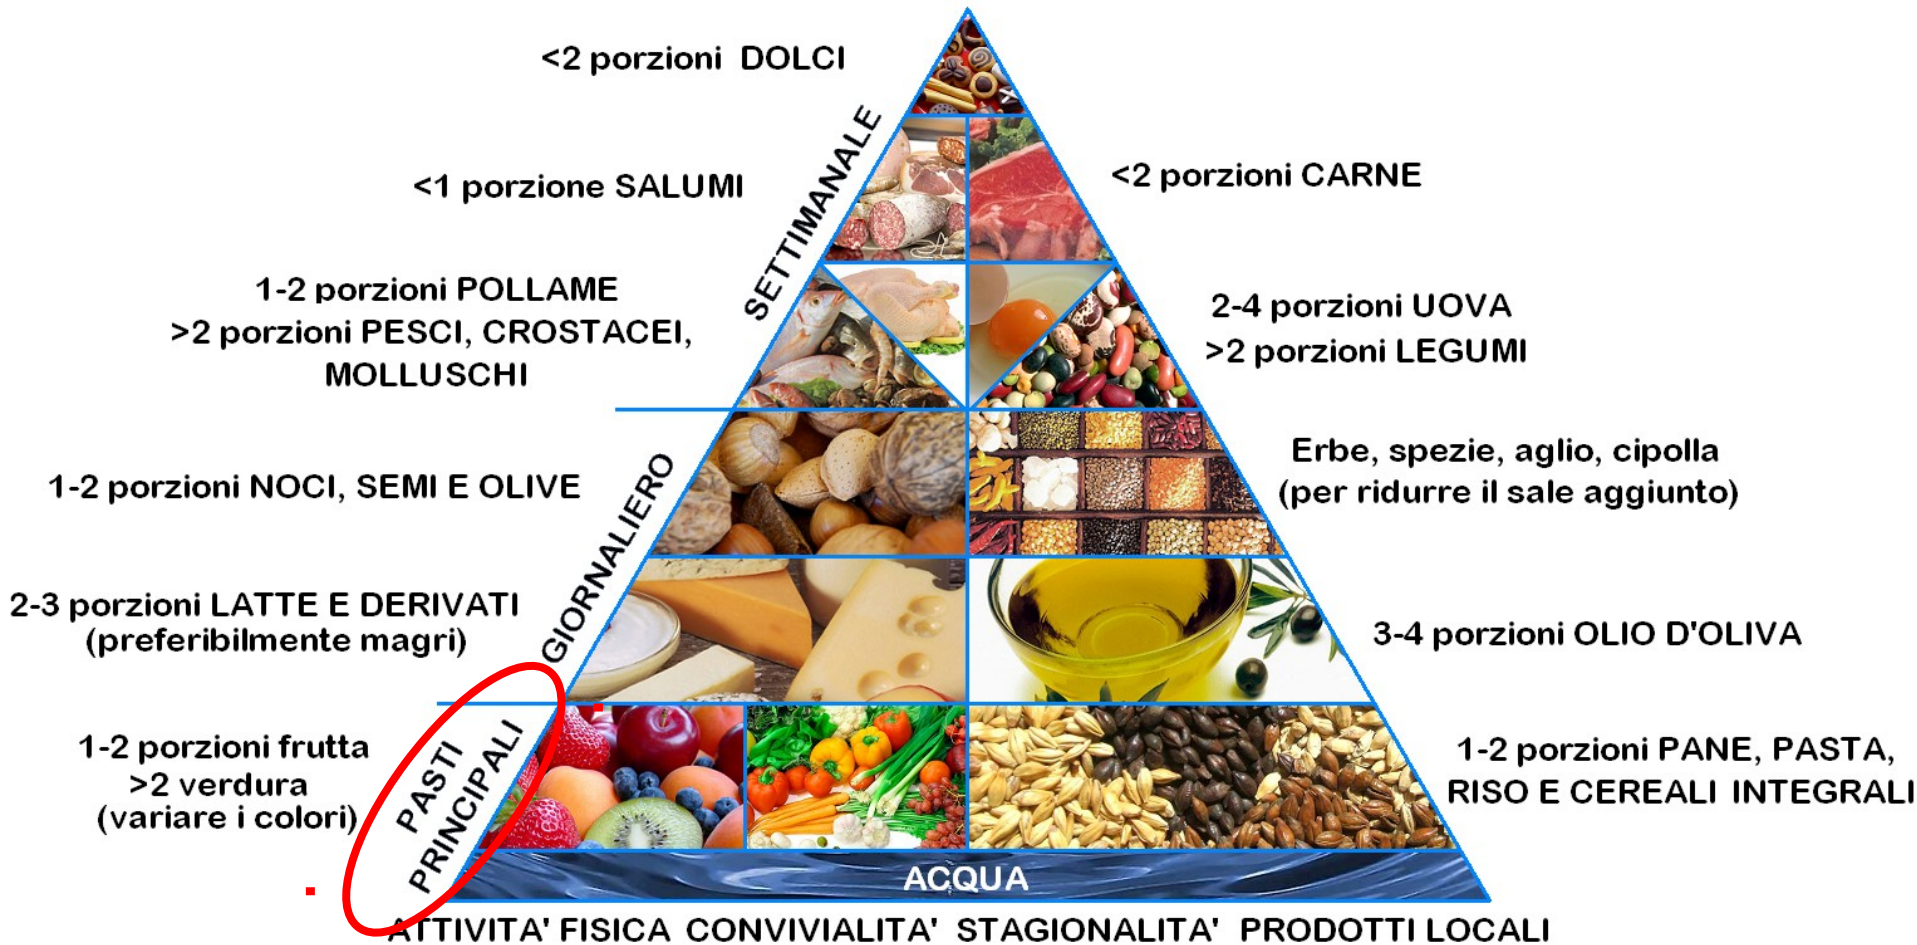 <2 porzioni DOLCI
SETTIMANALE
<1 porzione SALUMI
<2 porzioni CARNE
1-2 porzioni POLLAME
>2 porzioni PESCI, CROSTACEI,
MOLLUSCHI
2-4 porzioni UOVA
>2 porzioni LEGUMI
GIORNALIERO
1-2 porzioni NOCI, SEMI E OLIVE
Erbe, spezie, aglio, cipolla
(per ridurre il sale aggiunto)
2-3 porzioni LATTE E DERIVATI
(preferibilmente magri)
3-4 porzioni OLIO D'OLIVA
PASTI
PRINCIPALI
1-2 porzioni frutta
>2 verdura
(variare i colori)
1-2 porzioni PANE, PASTA,
RISO E CEREALI INTEGRALI
ACQUA
ATTIVITA' FISICA CONVIVIALITA' STAGIONALITA' PRODOTTI LOCALI